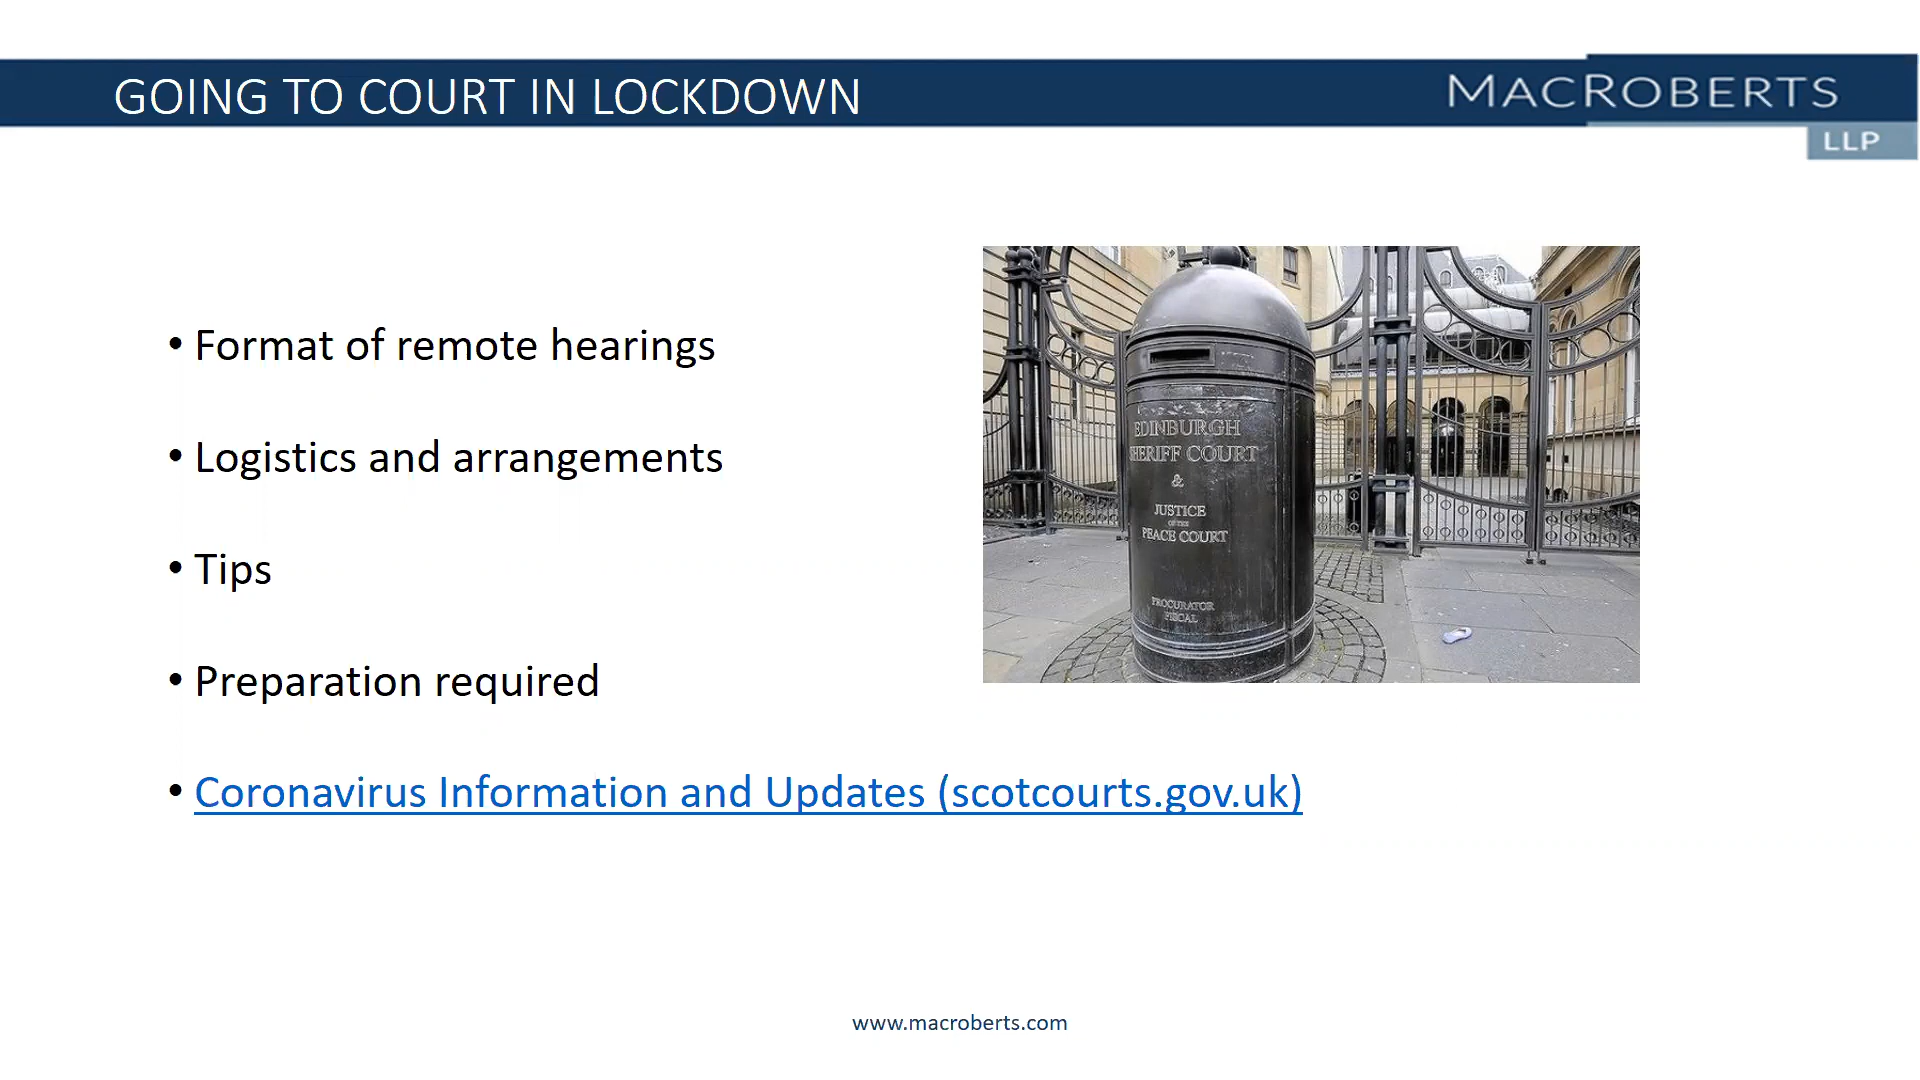 GOING TO COURT IN LOCKDOWN
MACROBERTS
LLP
• Format of remote hearings
• Logistics and arrangements
• Tips
• Preparation required
• Coronavirus Information and Updates (scotcourts.gov.uk)
EDINBURGH
SHERIFF COURT
&
JUSTICE
OF THE
PEACE COURT
PROCURATOR
FISCAL
www.macroberts.com